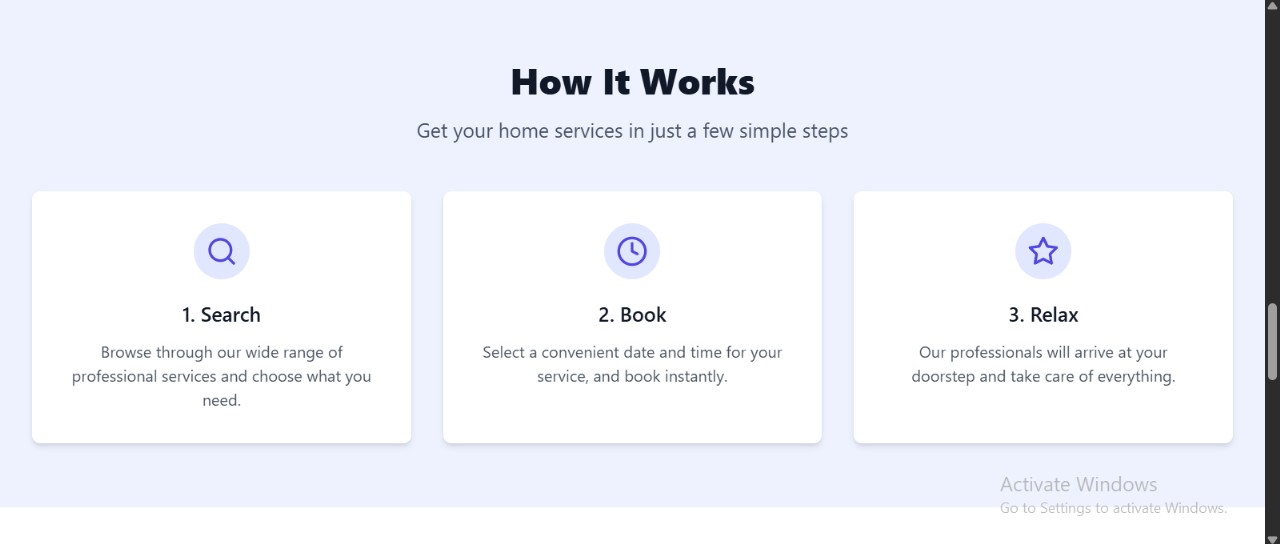 How It Works
Get your home services in just a few simple steps
1. Search
Browse through our wide range of
professional services and choose what you
need.
2. Book
Select a convenient date and time for your
service, and book instantly.
3. Relax
Our professionals will arrive at your
doorstep and take care of everything.
Activate Windows
Go to Settings to activate Windows.